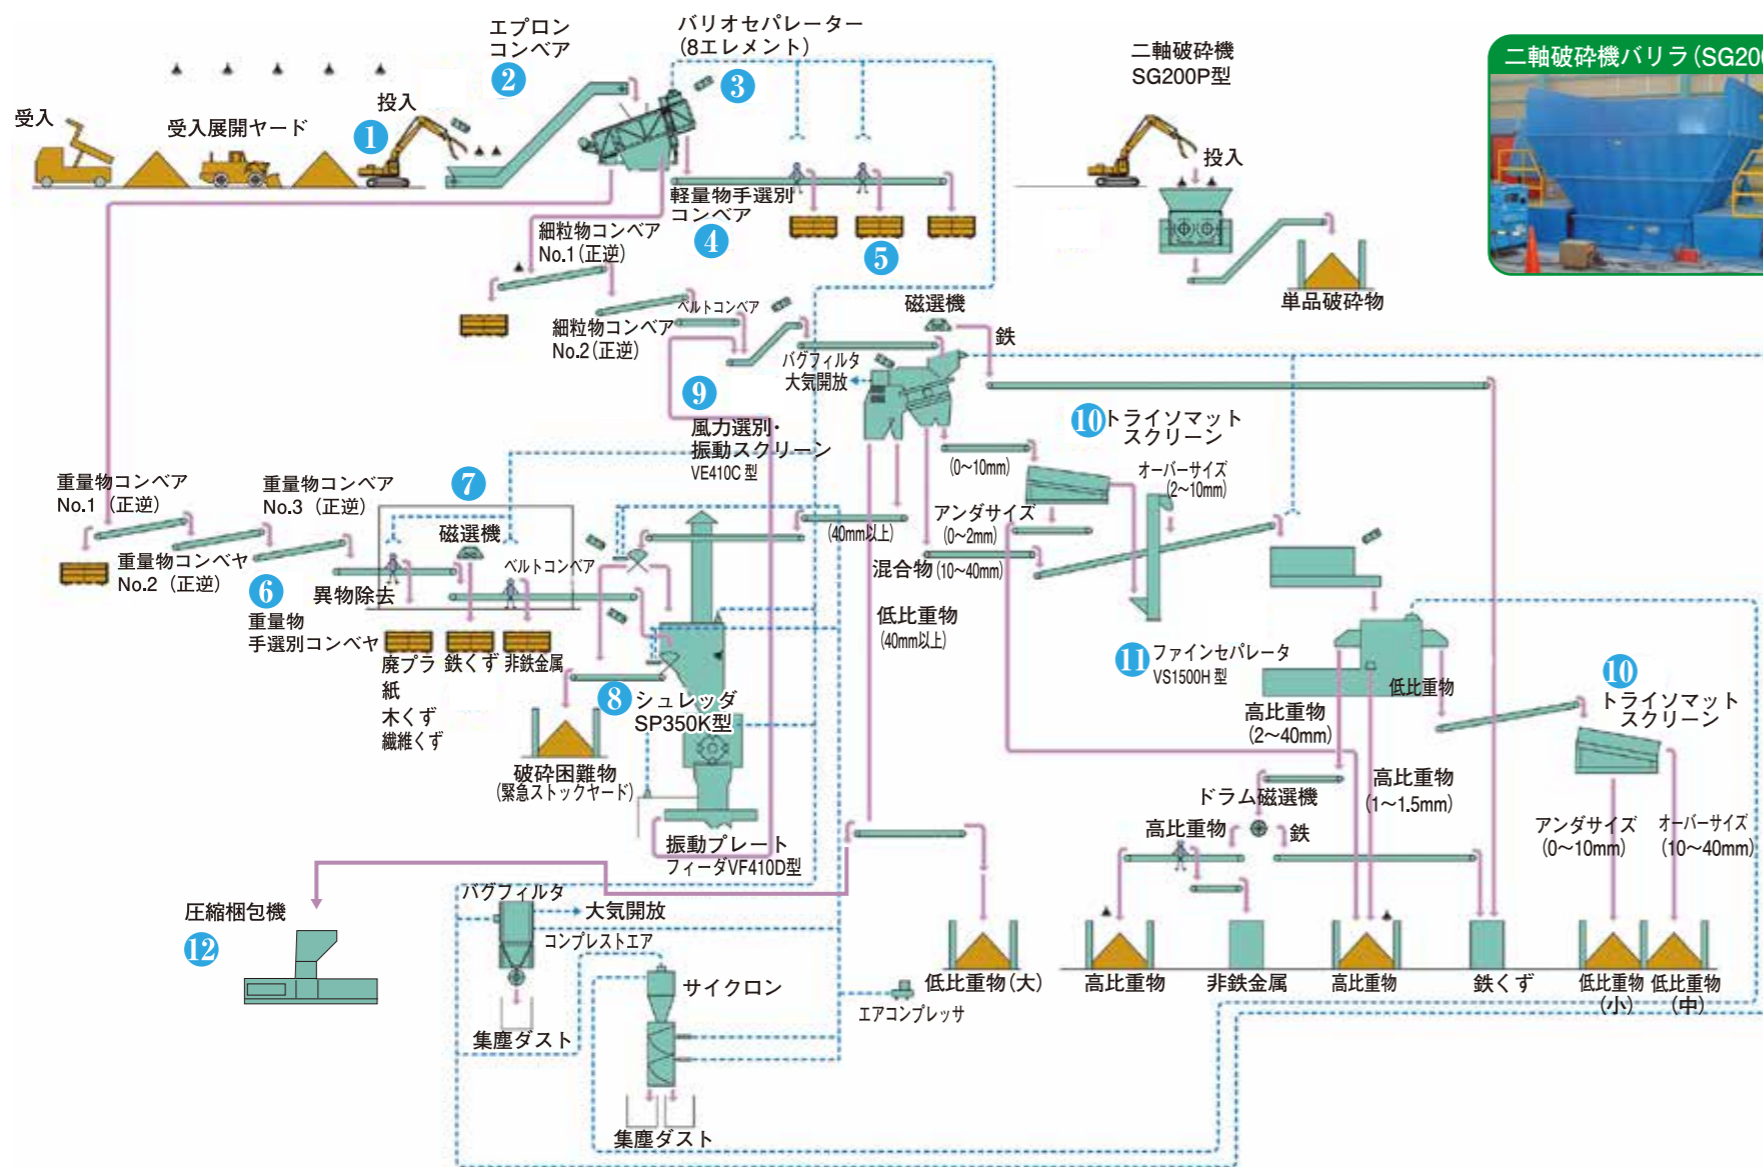 エプロン
コンベア
2
バリオセパレーター
(8エレメント)
3
二軸破砕機
SG200P型
二軸破砕機バリラ(SG200
受入
受入展開ヤード
1
投入
投入
軽量物手選別
コンベア
4
5
細粒物コンベア
No.1(正逆)
単品破砕物
細粒物コンベア
No.2(正逆)
ベルトコンベア
磁選機
鉄
バグフィルタ
大気開放
9
風力選別・
振動スクリーン
VE410C型
10
トライソマット
スクリーン
(0〜10mm)
オーバーサイズ
(2〜10mm)
重量物コンベア
No.1(正逆)
重量物コンベア
No.3(正逆)
7
磁選機
ベルトコンベア
重量物コンベヤ
No.2(正逆)
6
重量物
手選別コンベヤ
異物除去
(40mm以上)
アンダサイズ
(0〜2mm)
混合物(10〜40mm)
低比重物
(40mm以上)
廃プラ
紙
木くず
繊維くず
鉄くず
非鉄金属
8
シュレッダ
SP350K型
破砕困難物
(緊急ストックヤード)
11
ファインセパレータ
VS1500H型
低比重物
10
トライソマット
スクリーン
高比重物
(2〜40mm)
高比重物
(1〜1.5mm)
ドラム磁選機
高比重物
鉄
アンダサイズ
(0〜10mm)
オーバーサイズ
(10〜40mm)
振動プレート
フィーダVF410D型
圧縮梱包機
12
バグフィルタ
大気開放
コンプレストエア
集塵ダスト
サイクロン
集塵ダスト
エアコンプレッサ
低比重物(大)
高比重物
非鉄金属
高比重物
鉄くず
低比重物
(小)
低比重物
(中)